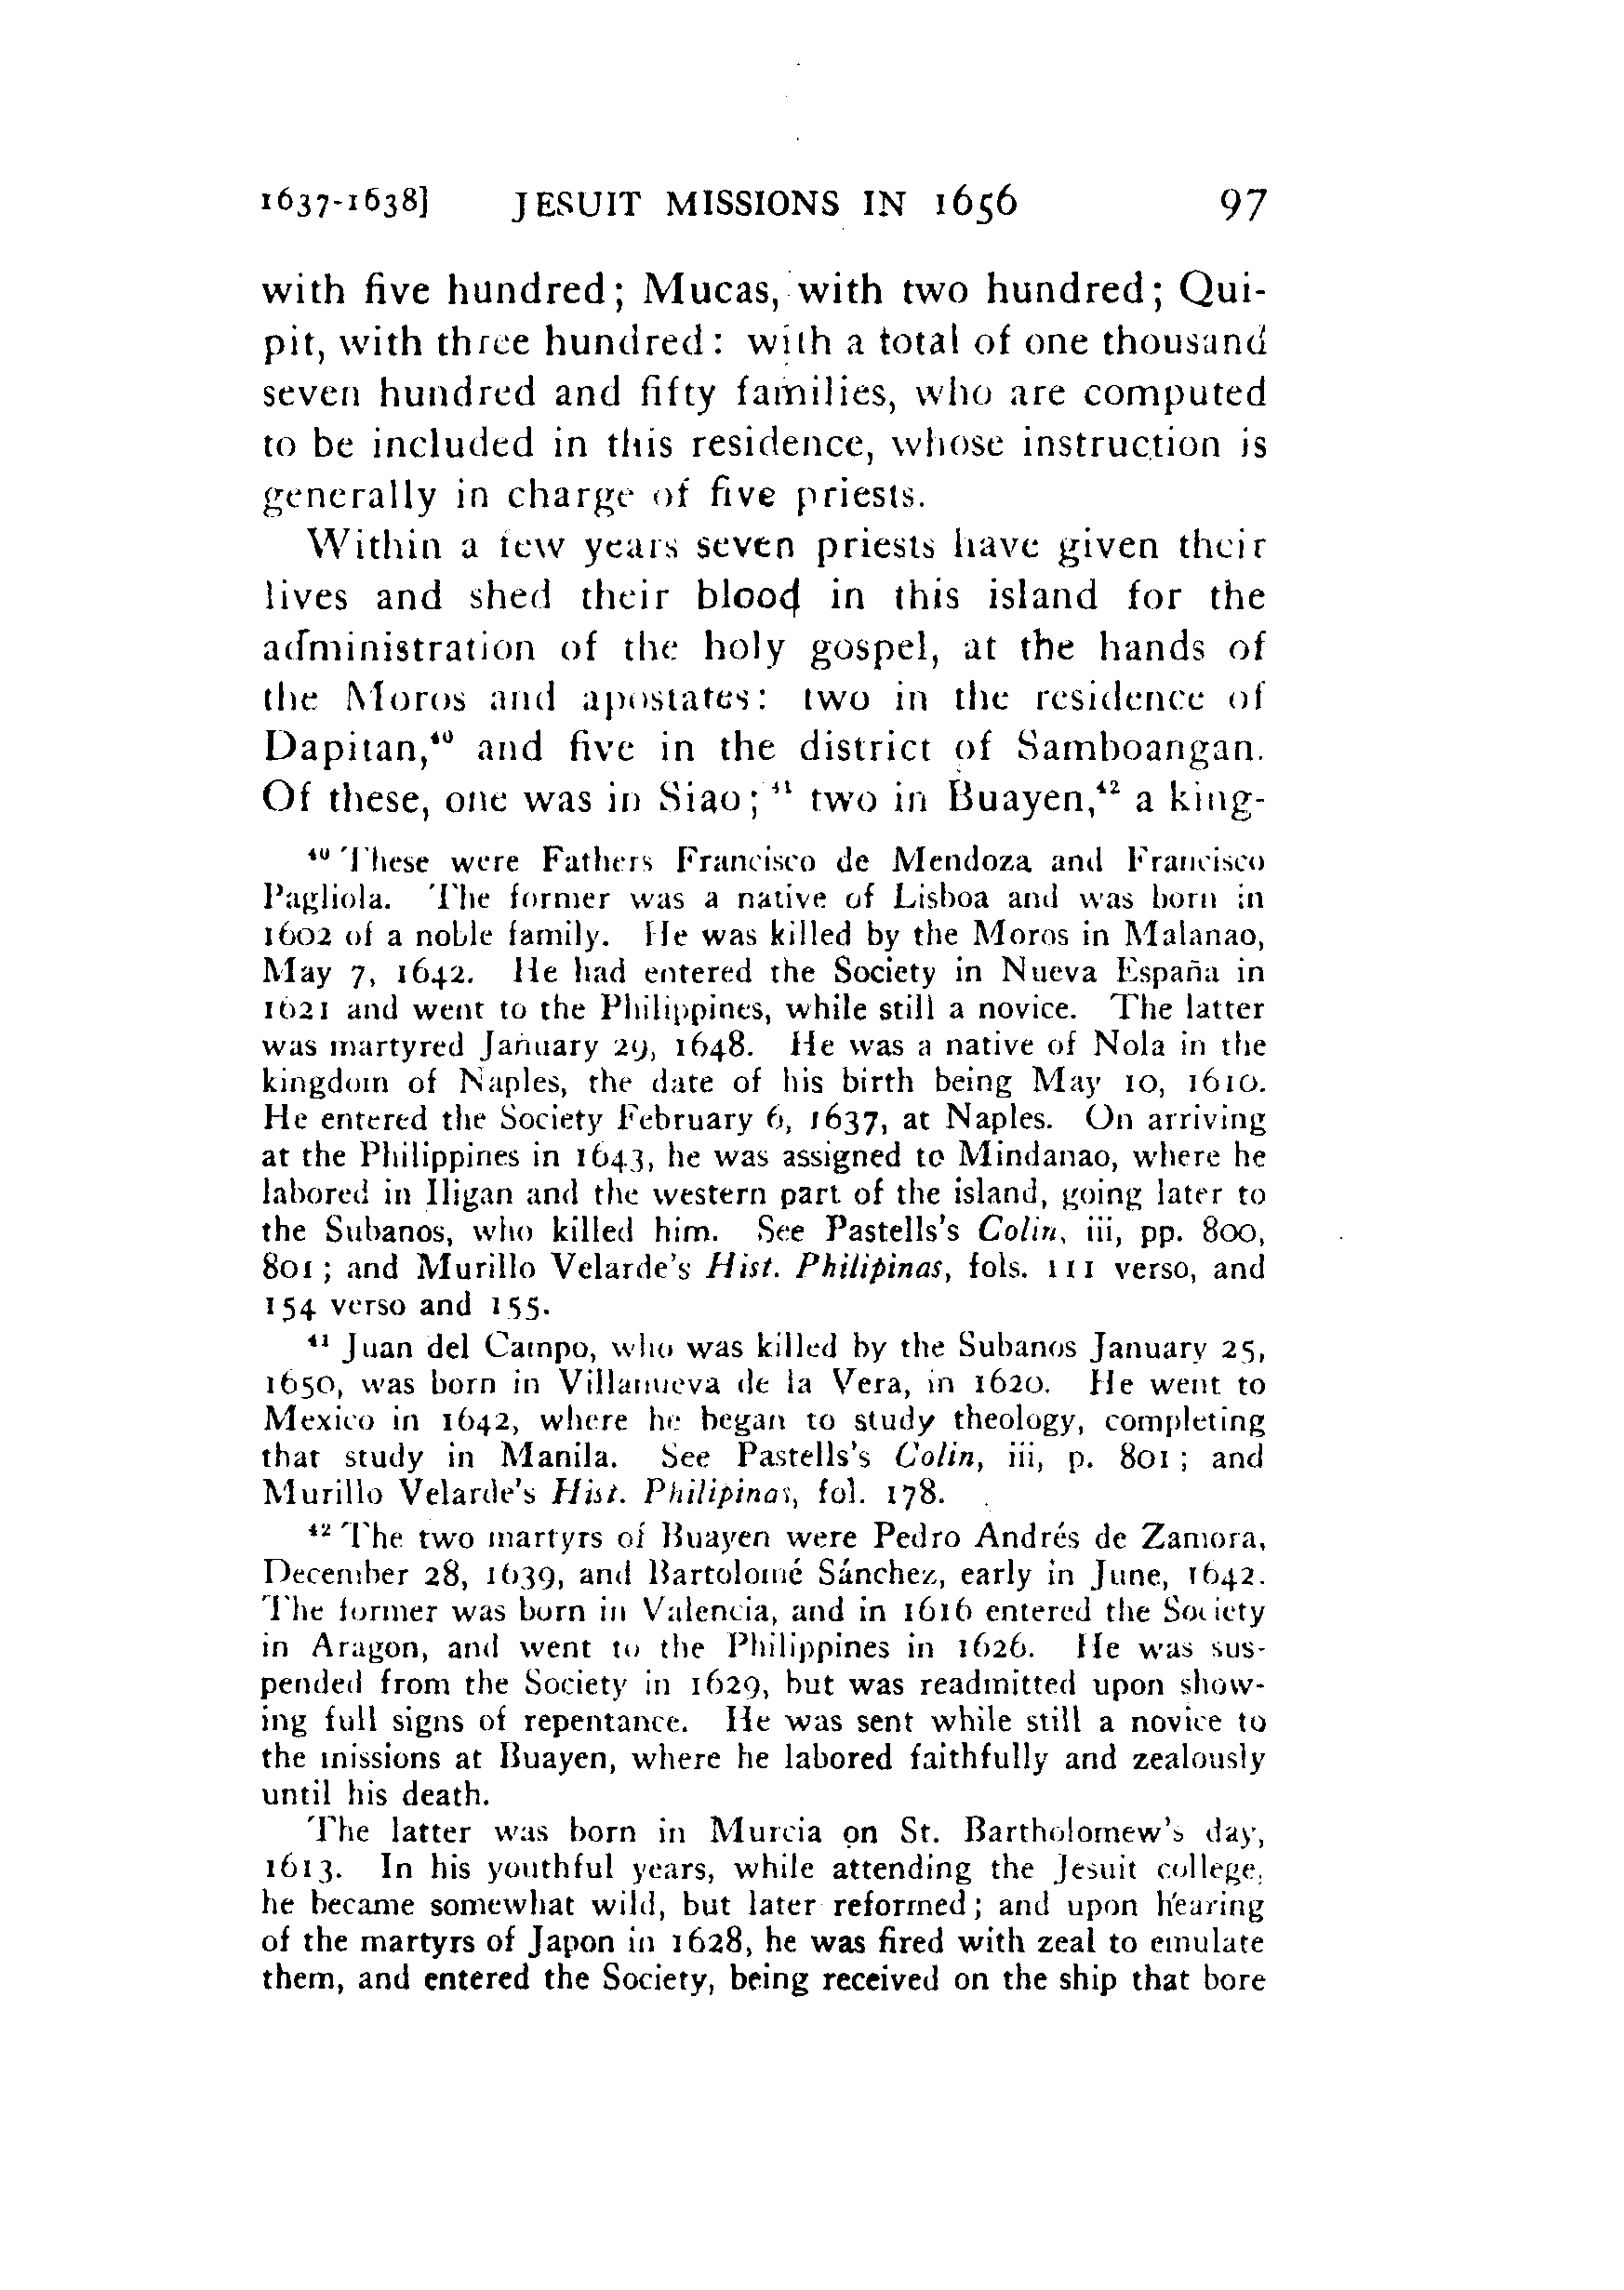 1637-1638] JESUIT MISSIONS IN 1656 97
with five hundred; Mucas, with two hundred; Qui-
pit, with three hundred: with a total of one thousand
seven hundred and fifty families, who are computed
to be included in this residence, whose instruction is
generally in charge of five priests.
Within a few years seven priests have given their
lives and shed their blood in this island for the
administration of the holy gospel, at the hands of
the Moros and apostates: two in the residence of
Dapitan,⁴⁰ and five in the district of Samboangan.
Of these, one was in Siao;⁴¹ two in Buayen,⁴² a king-
⁴⁰ These were Fathers Francisco de Mendoza and Francisco
Pagliola. The former was a native of Lisboa and was born in
1602 of a noble family. He was killed by the Moros in Malanao,
May 7, 1642. He had entered the Society in Nueva España in
1621 and went to the Philippines, while still a novice. The latter
was martyred January 29, 1648. He was a native of Nola in the
kingdom of Naples, the date of his birth being May 10, 1610.
He entered the Society February 6, 1637, at Naples. On arriving
at the Philippines in 1643, he was assigned to Mindanao, where he
labored in Iligan and the western part of the island, going later to
the Subanos, who killed him. See Pastells's Colin, iii, pp. 800,
801; and Murillo Velarde's Hist. Philipinas, fols. 111 verso, and
154 verso and 155.
⁴¹ Juan del Campo, who was killed by the Subanos January 25,
1650, was born in Villanueva de la Vera, in 1620. He went to
Mexico in 1642, where he began to study theology, completing
that study in Manila. See Pastells's Colin, iii, p. 801; and
Murillo Velarde's Hist. Philipinas, fol. 178.
⁴² The two martyrs of Buayen were Pedro Andrés de Zamora,
December 28, 1639, and Bartolomé Sánchez, early in June, 1642.
The former was born in Valencia, and in 1616 entered the Society
in Aragon, and went to the Philippines in 1626. He was sus-
pended from the Society in 1629, but was readmitted upon show-
ing full signs of repentance. He was sent while still a novice to
the missions at Buayen, where he labored faithfully and zealously
until his death.
The latter was born in Murcia on St. Bartholomew's day,
1613. In his youthful years, while attending the Jesuit college,
he became somewhat wild, but later reformed; and upon hearing
of the martyrs of Japon in 1628, he was fired with zeal to emulate
them, and entered the Society, being received on the ship that bore